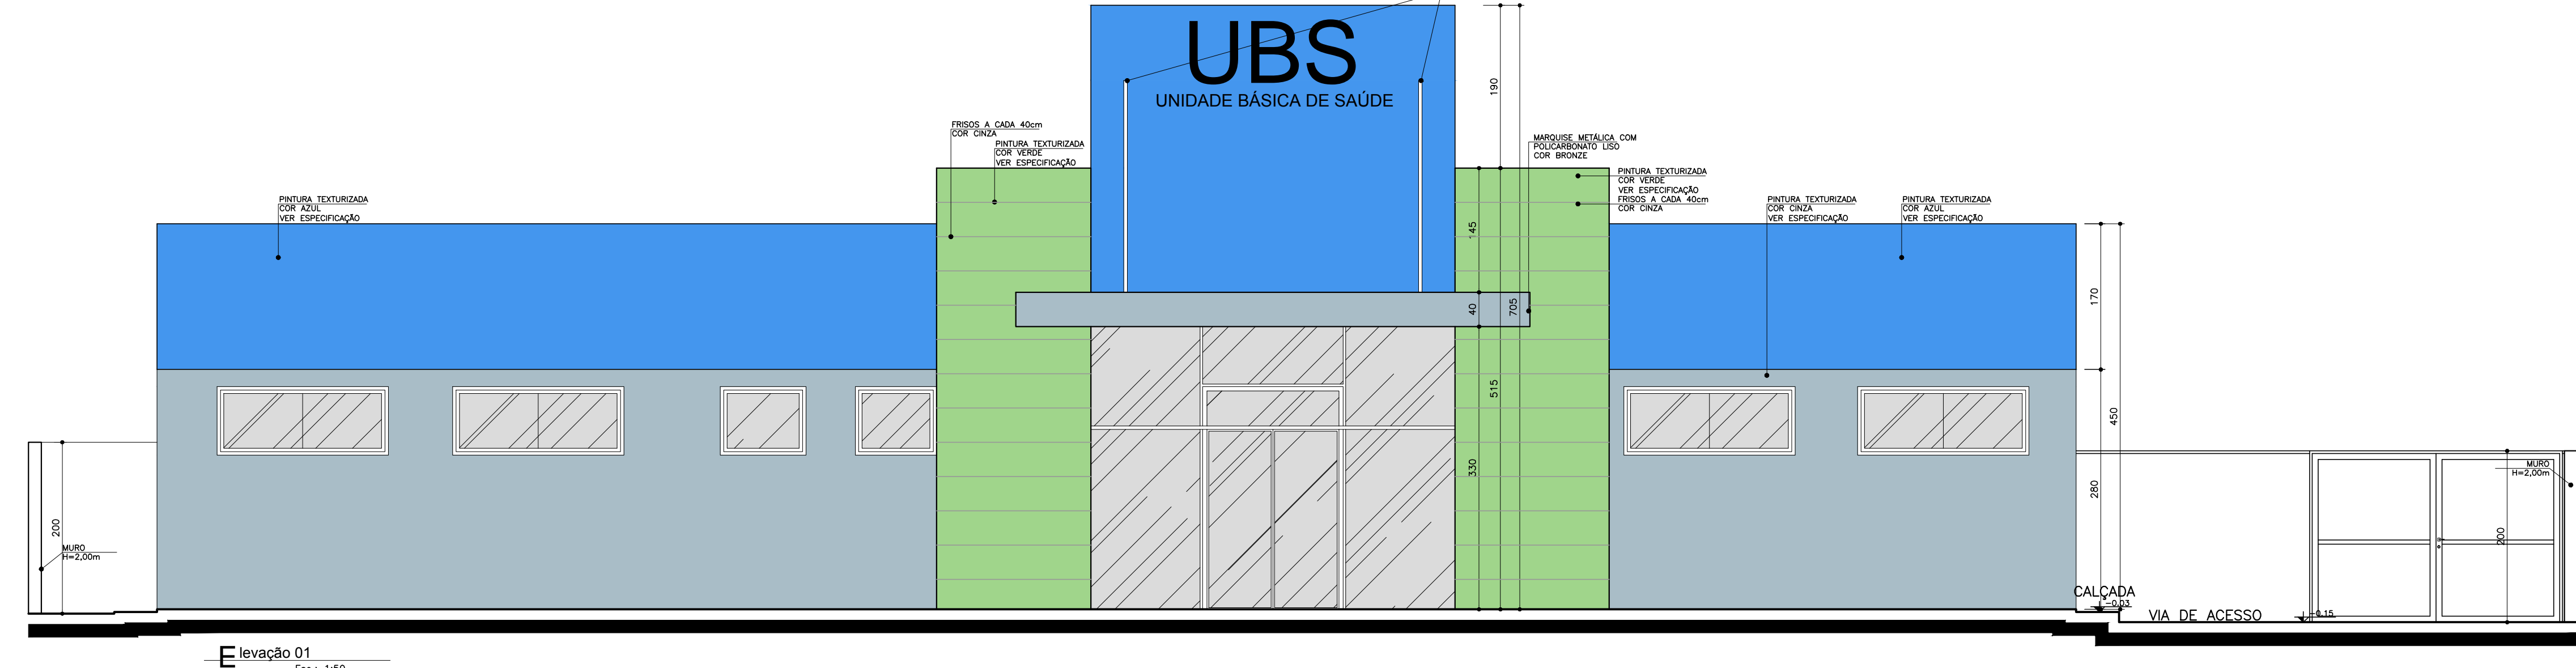 UBS
UNIDADE BÁSICA DE SAÚDE
190
FRISOS A CADA 40cm
COR CINZA
PINTURA TEXTURIZADA
COR VERDE
VER ESPECIFICAÇÃO
MARQUISE METÁLICA COM
POLICARBONATO LISO
COR BRONZE
PINTURA TEXTURIZADA
COR VERDE
VER ESPECIFICAÇÃO
FRISOS A CADA 40cm
COR CINZA
PINTURA TEXTURIZADA
COR AZUL
VER ESPECIFICAÇÃO
PINTURA TEXTURIZADA
COR CINZA
VER ESPECIFICAÇÃO
PINTURA TEXTURIZADA
COR AZUL
VER ESPECIFICAÇÃO
145
40
705
515
330
170
450
280
200
MURO
H=2,00m
MURO
H=2,00m
200
CALÇADA
-0.03
VIA DE ACESSO
-0.15
Elevação 01
Esc.: 1:50